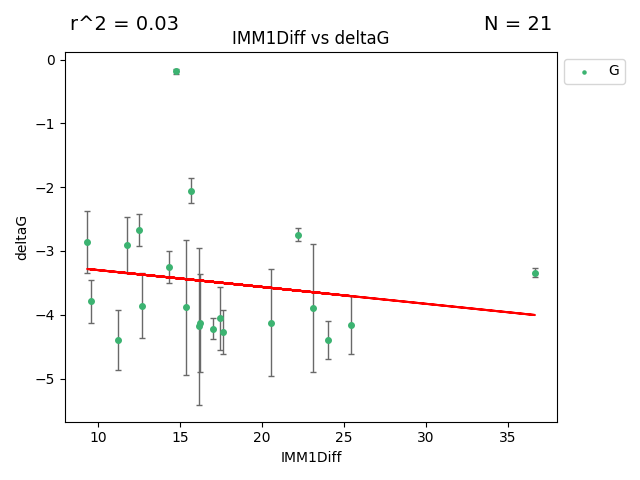 r^2 = 0.03
N = 21
IMM1Diff vs deltaG
G
0
−1
−2
−3
−4
−5
deltaG
10
15
20
25
30
35
IMM1Diff